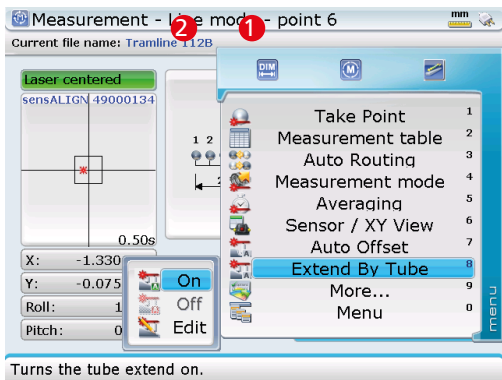 Measurement - Line mode - point 6
2
1
mm
Current file name: Tramline 112B
DIM
M
Laser centered
sensALIGN 49000134
0.50s
1 2
X: -1.330
Y: -0.075
Roll: 1
Pitch: 0
Take Point 1
Measurement table 2
Auto Routing 3
Measurement mode 4
Averaging 5
Sensor / XY View 6
Auto Offset 7
Extend By Tube 8
More... 9
Menu 0
menu
On
Off
Edit
Turns the tube extend on.